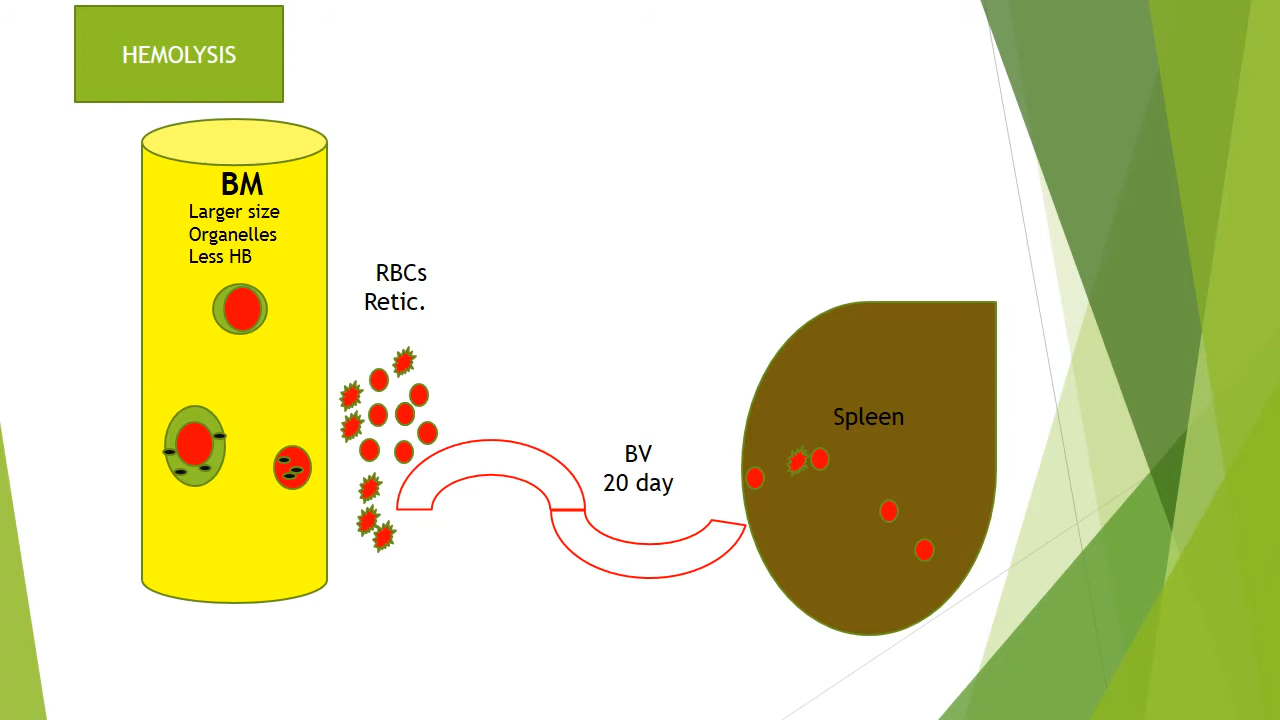 HEMOLYSIS
BM
Larger size
Organelles
Less HB
RBCs
Retic.
BV
20 day
Spleen